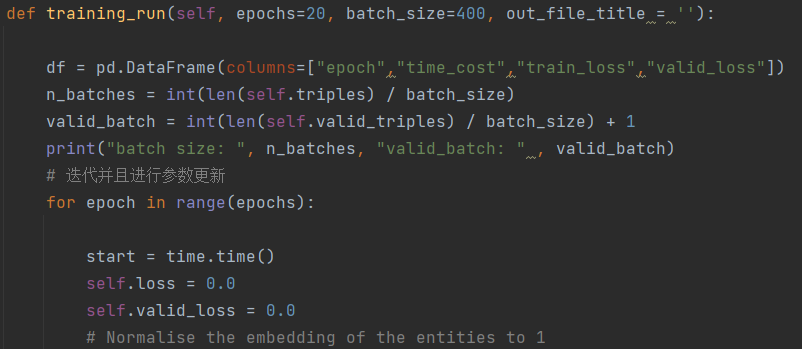 def training_run(self, epochs=20, batch_size=400, out_file_title = ''):
df = pd.DataFrame(columns=["epoch","time_cost","train_loss","valid_loss"])
n_batches = int(len(self.triples) / batch_size)
valid_batch = int(len(self.valid_triples) / batch_size) + 1
print("batch size: ", n_batches, "valid_batch: " , valid_batch)
# 迭代并且进行参数更新
for epoch in range(epochs):
start = time.time()
self.loss = 0.0
self.valid_loss = 0.0
# Normalise the embedding of the entities to 1